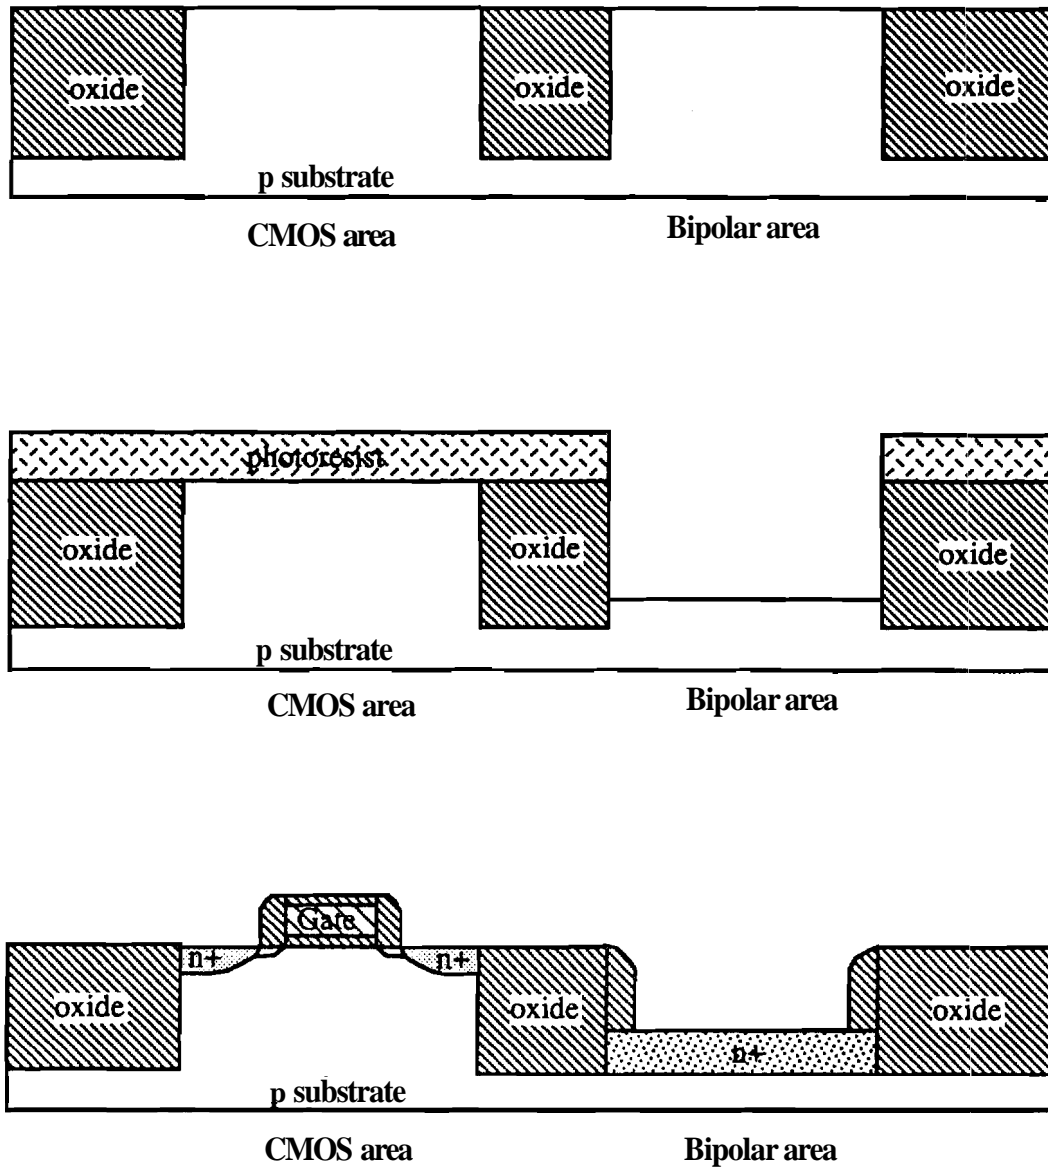 oxide oxide oxide
p substrate
CMOS area Bipolar area
photoresist
oxide oxide oxide
p substrate
CMOS area Bipolar area
Gate
n+ n+
oxide oxide oxide
n+
p substrate
CMOS area Bipolar area